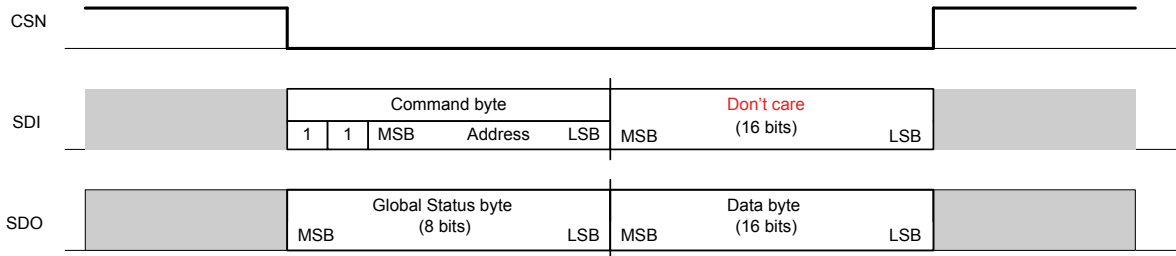 CSN
SDI
Command byte
1 1 MSB Address LSB
Don't care
(16 bits)
MSB LSB
SDO
Global Status byte
(8 bits)
MSB LSB
Data byte
(16 bits)
MSB LSB